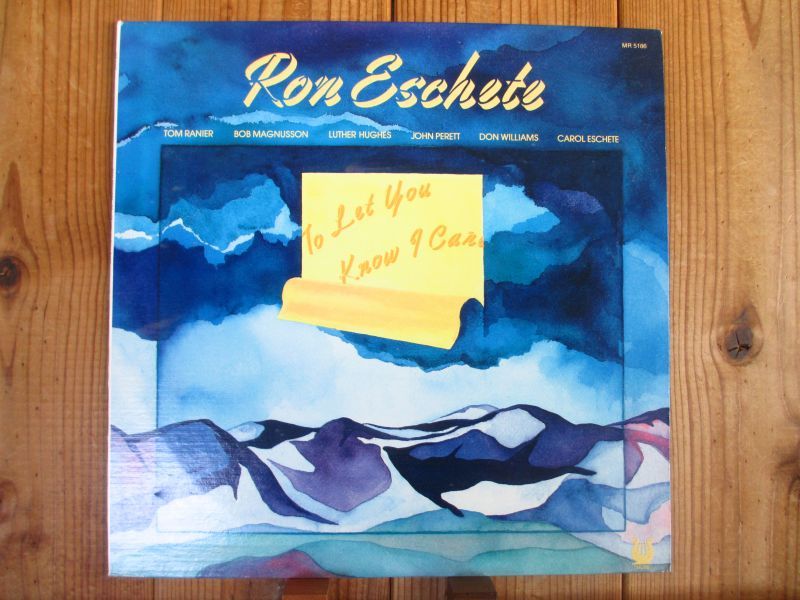 MR 5186
Ron Eschete
TOM RANIER BOB MAGNUSSON LUTHER HUGHES JOHN PERETT DON WILLIAMS CAROL ESCHETE
To Let You
Know I Care